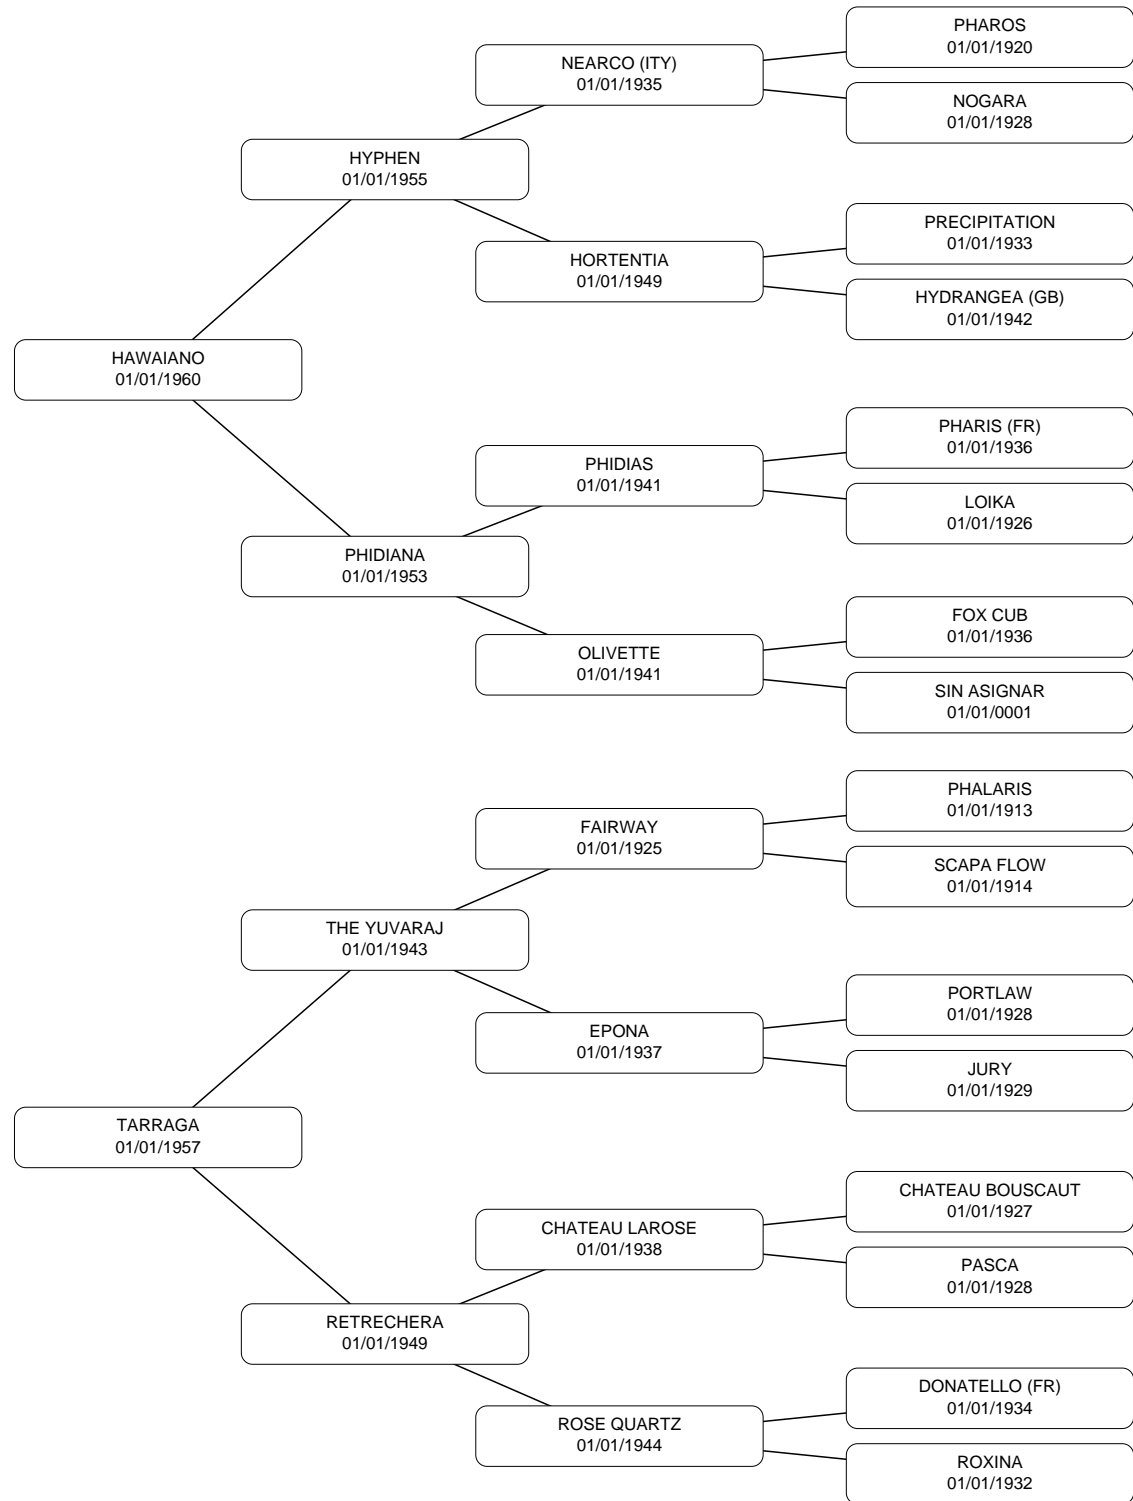 PHAROS
01/01/1920
NEARCO (ITY)
01/01/1935
NOGARA
01/01/1928
HYPHEN
01/01/1955
PRECIPITATION
01/01/1933
HORTENTIA
01/01/1949
HYDRANGEA (GB)
01/01/1942
HAWAIANO
01/01/1960
PHARIS (FR)
01/01/1936
PHIDIAS
01/01/1941
LOIKA
01/01/1926
PHIDIANA
01/01/1953
FOX CUB
01/01/1936
OLIVETTE
01/01/1941
SIN ASIGNAR
01/01/0001
PHALARIS
01/01/1913
FAIRWAY
01/01/1925
SCAPA FLOW
01/01/1914
THE YUVARAJ
01/01/1943
PORTLAW
01/01/1928
EPONA
01/01/1937
JURY
01/01/1929
TARRAGA
01/01/1957
CHATEAU BOUSCAUT
01/01/1927
CHATEAU LAROSE
01/01/1938
PASCA
01/01/1928
RETRECHERA
01/01/1949
DONATELLO (FR)
01/01/1934
ROSE QUARTZ
01/01/1944
ROXINA
01/01/1932